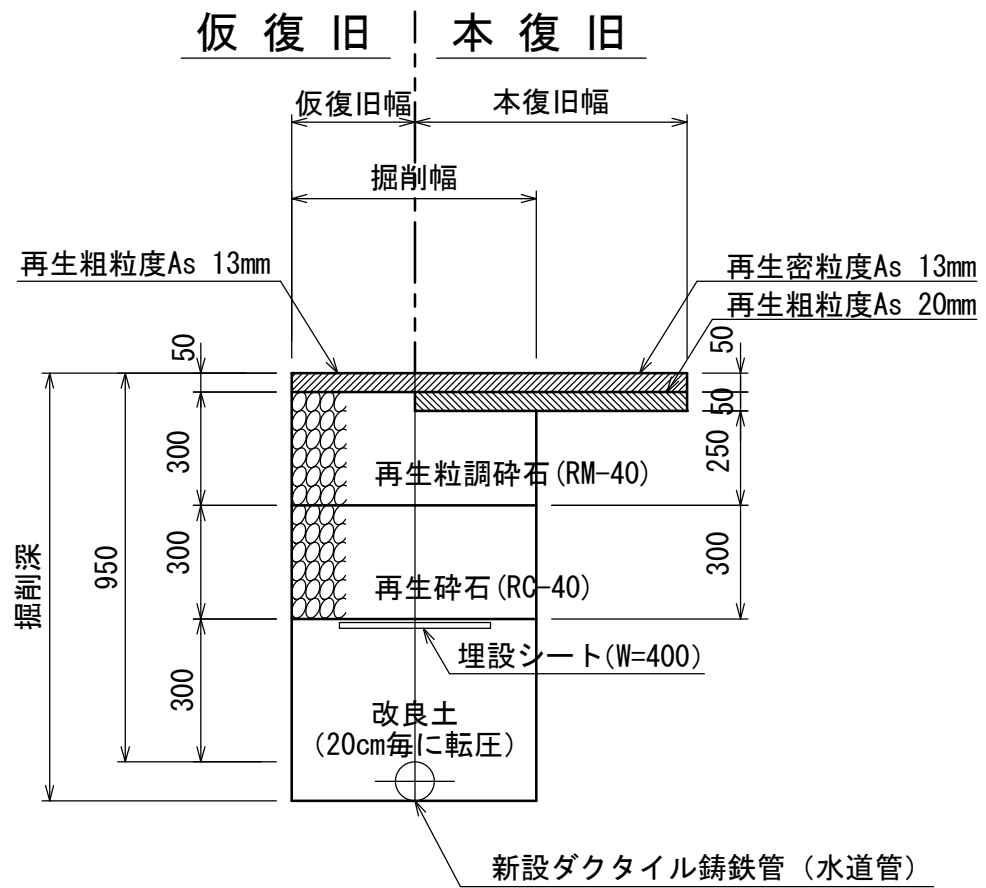 仮 復 旧 本 復 旧
仮復旧幅 本復旧幅
掘削幅
再生粗粒度As 13mm
再生密粒度As 13mm
再生粗粒度As 20mm
50
50
50
300
250
再生粒調砕石(RM-40)
掘削深
950
300
300
再生砕石(RC-40)
埋設シート(W=400)
300
改良土
(20cm毎に転圧)
新設ダクタイル鋳鉄管（水道管）